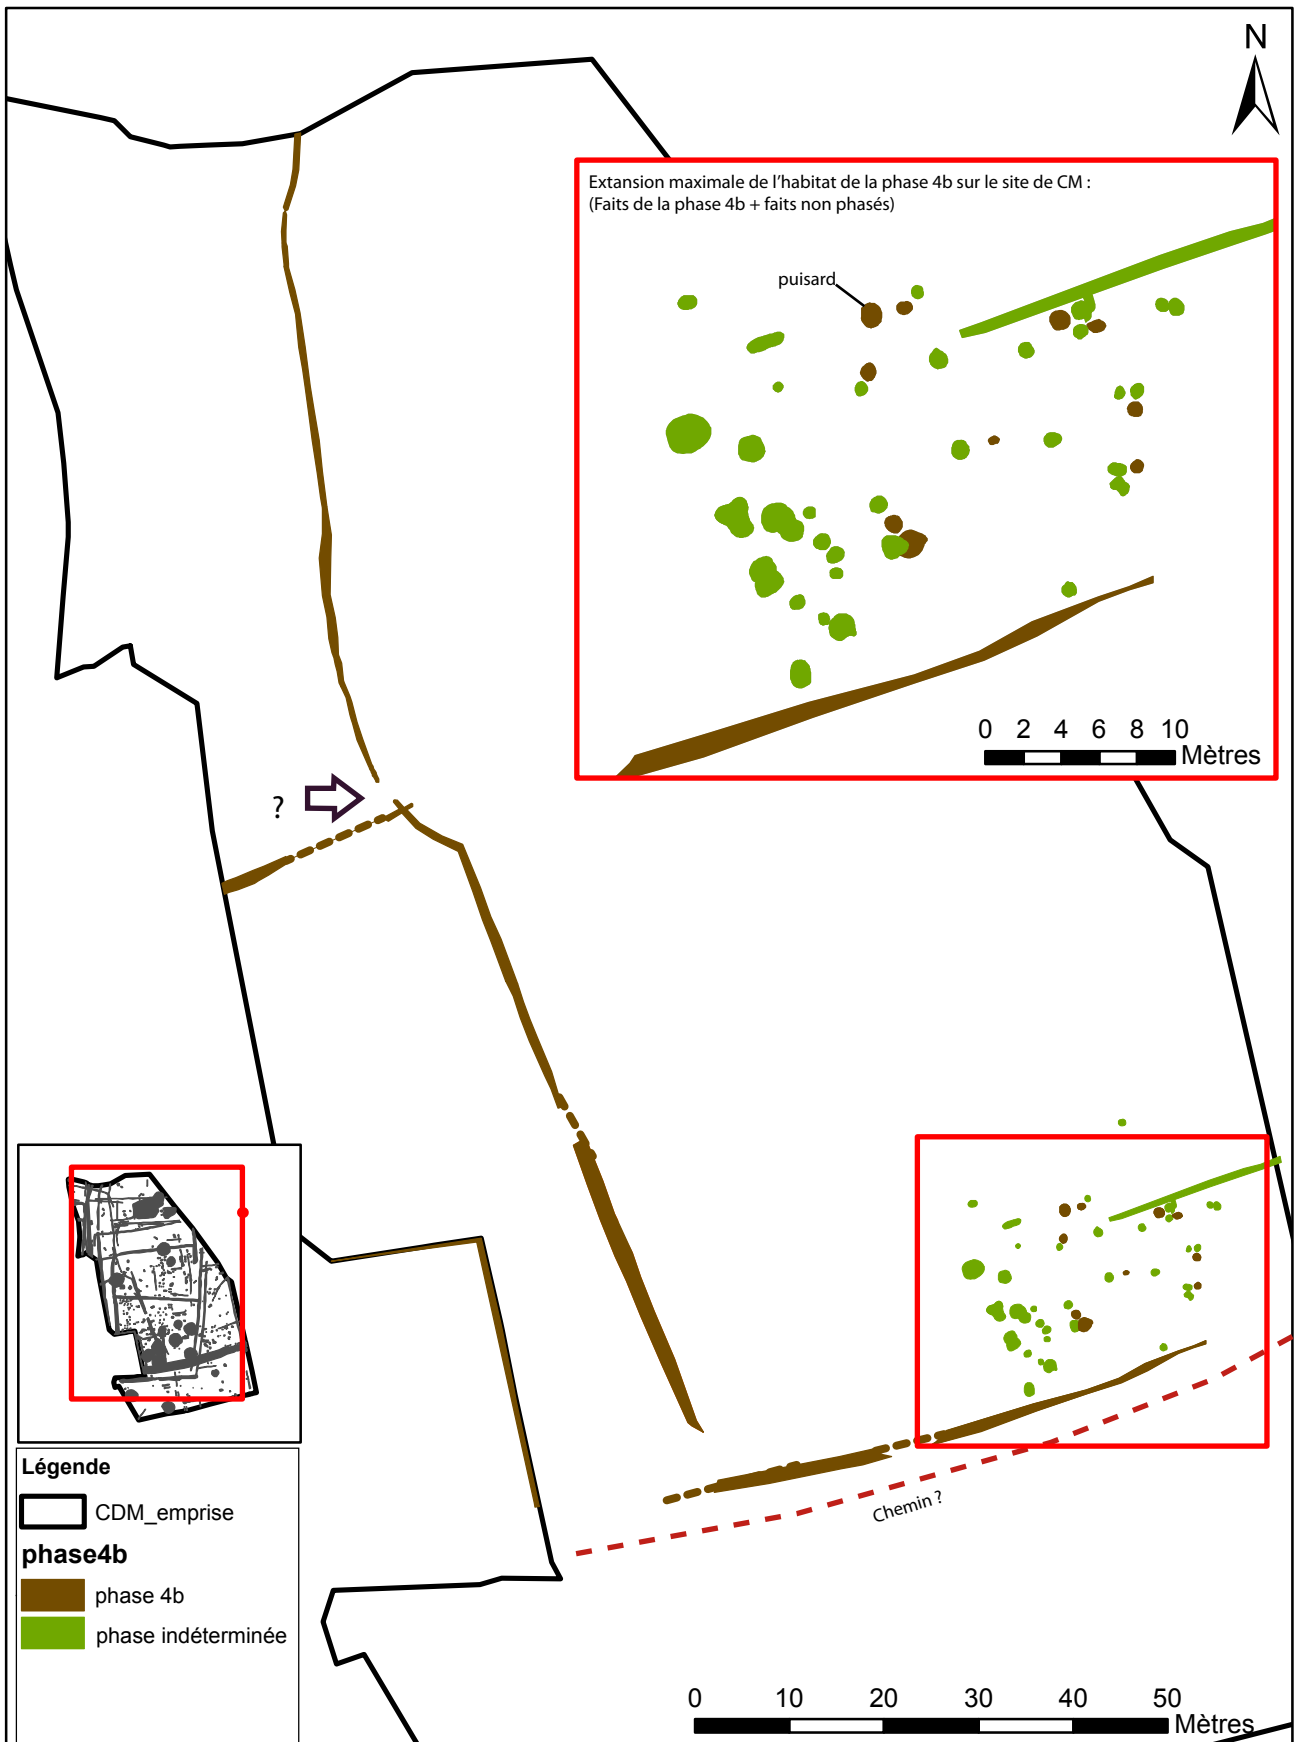 N
Extansion maximale de l'habitat de la phase 4b sur le site de CM :
(Faits de la phase 4b + faits non phasés)
puisard
0 2 4 6 8 10
Mètres
?
Chemin ?
Légende
CDM_emprise
phase4b
phase 4b
phase indéterminée
0 10 20 30 40 50
Mètres